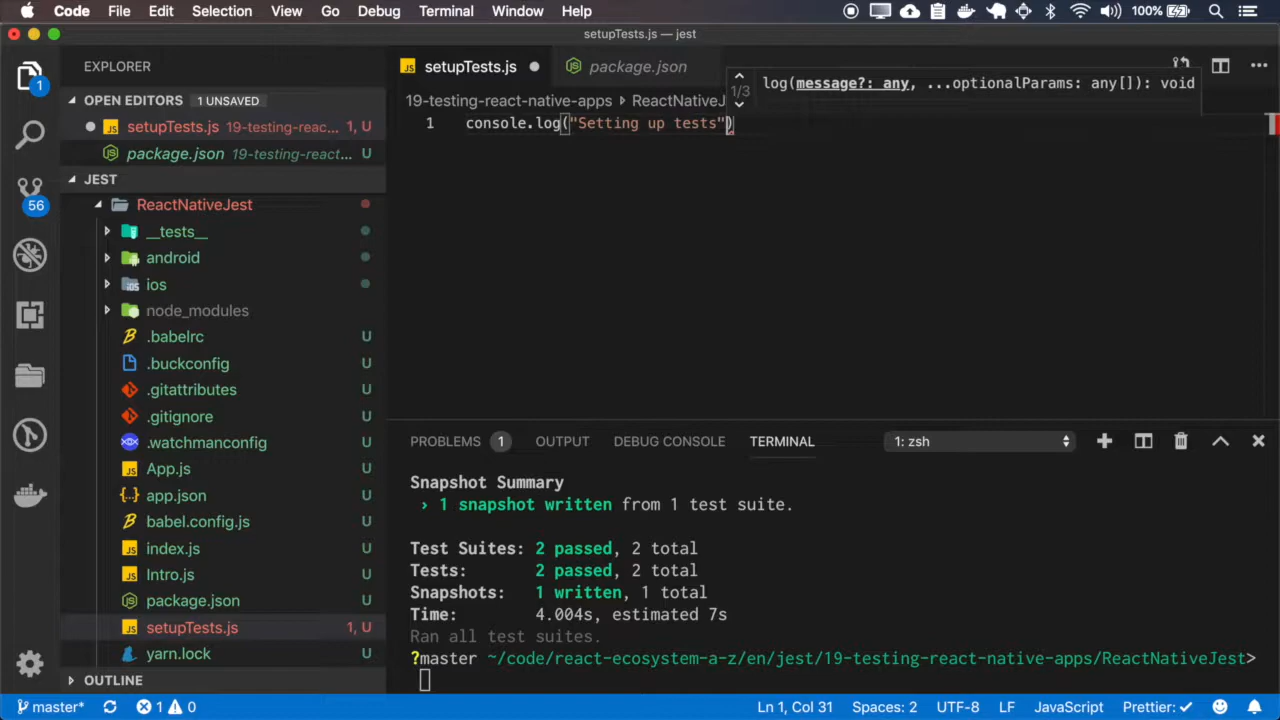 Code File Edit Selection View Go Debug Terminal Window Help 100%
setupTests.js — jest
EXPLORER
OPEN EDITORS 1 UNSAVED
setupTests.js 19-testing-reac... 1, U
package.json 19-testing-react... U
JEST
ReactNativeJest
__tests__
android
ios
node_modules
.babelrc U
.buckconfig U
.gitattributes U
.gitignore U
.watchmanconfig U
App.js U
app.json U
babel.config.js U
index.js U
Intro.js U
package.json U
setupTests.js 1, U
yarn.lock U
OUTLINE
1
56
setupTests.js
package.json
19-testing-react-native-apps ReactNativeJ
1/3
log(message?: any, ...optionalParams: any[]): void
1 console.log("Setting up tests")
PROBLEMS 1 OUTPUT DEBUG CONSOLE TERMINAL 1: zsh
Snapshot Summary
› 1 snapshot written from 1 test suite.
Test Suites: 2 passed, 2 total
Tests: 2 passed, 2 total
Snapshots: 1 written, 1 total
Time: 4.004s, estimated 7s
Ran all test suites.
?master ~/code/react-ecosystem-a-z/en/jest/19-testing-react-native-apps/ReactNativeJest>
master* 1 0 Ln 1, Col 31 Spaces: 2 UTF-8 LF JavaScript Prettier: ✓